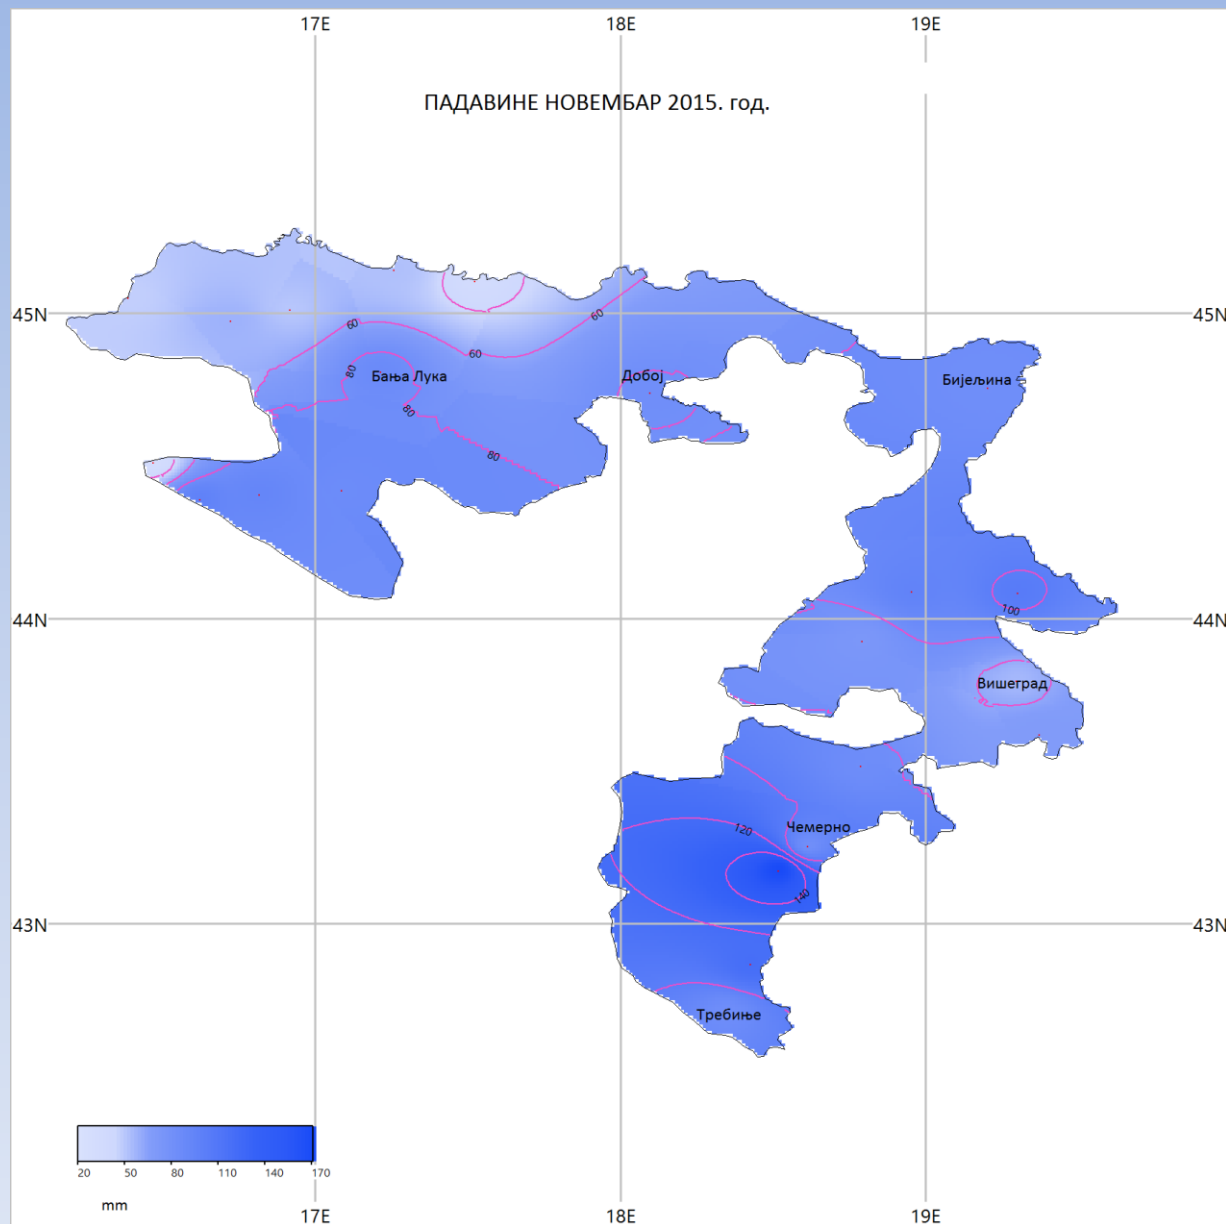 17E 18E 19E
ПАДАВИНЕ НОВЕМБАР 2015. год.
45N 45N
60 60
60
80 Бања Лука Добој Бијељина
80
80
100
44N 44N
Вишеград
120 Чемерно
140
43N 43N
Требиње
20 50 80 110 140 170
mm
17E 18E 19E